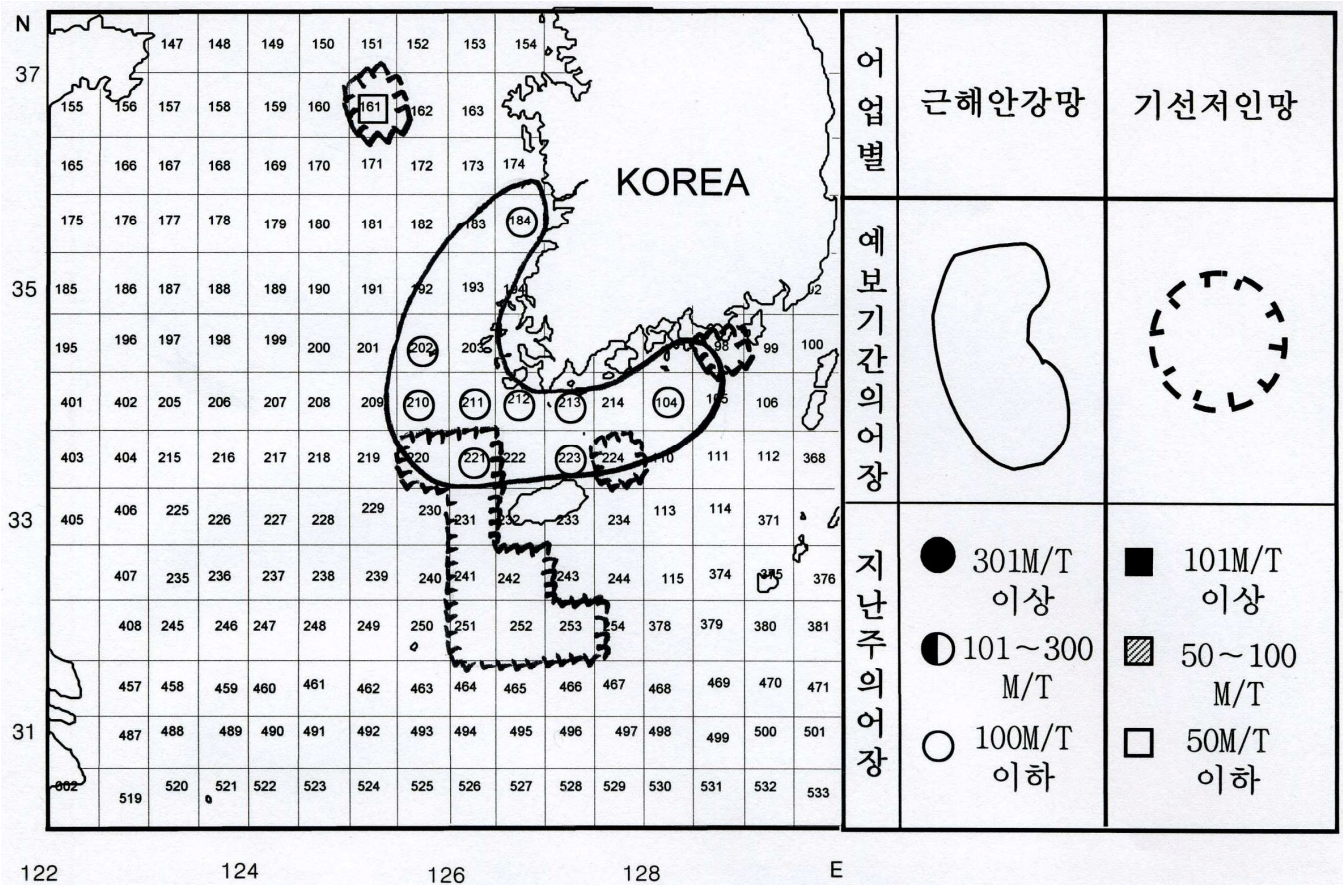 N
147 148 149 150 151 152 153 154
37
155 156 157 158 159 160 161 162 163
165 166 167 168 169 170 171 172 173 174
KOREA
175 176 177 178 179 180 181 182 183 184
35
185 186 187 188 189 190 191 192 193 194 02
195 196 197 198 199 200 201 202 203 98 99 100
401 402 205 206 207 208 209 210 211 212 213 214 104 105 106
403 404 215 216 217 218 219 220 221 222 223 224 110 111 112 368
33
405 406 225 226 227 228 229 230 231 232 233 234 113 114 371
407 235 236 237 238 239 240 241 242 243 244 115 374 375 376
408 245 246 247 248 249 250 251 252 253 254 378 379 380 381
457 458 459 460 461 462 463 464 465 466 467 468 469 470 471
31
487 488 489 490 491 492 493 494 495 496 497 498 499 500 501
602 519 520 521 522 523 524 525 526 527 528 529 530 531 532 533
122 124 126 128 E
어업별
근해안강망
기선저인망
예보기간의어장
지난주의어장
301M/T
이상
101~300
M/T
100M/T
이하
101M/T
이상
50~100
M/T
50M/T
이하